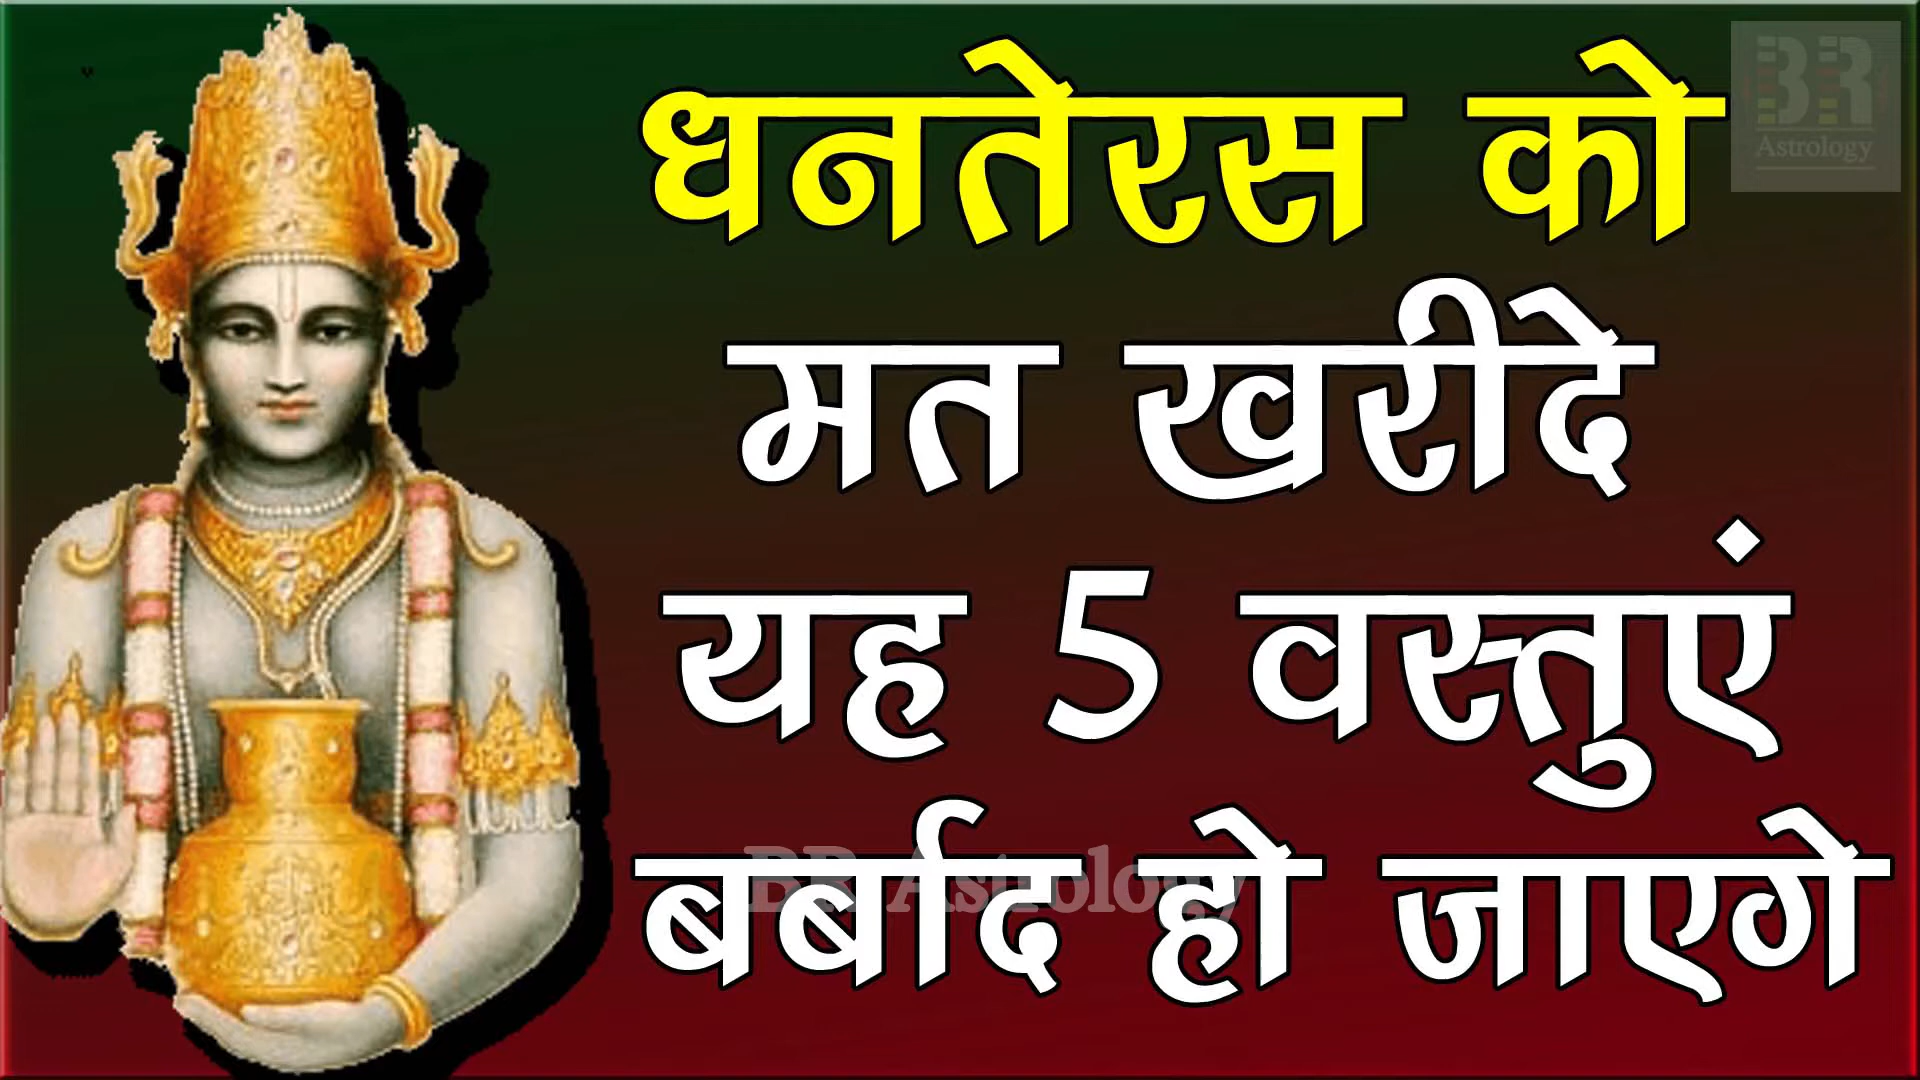 धनतेरस को
BR
Astrology
मत खरीदे
यह 5 वस्तुएं
बर्बाद हो जाएगे
BR Astrology